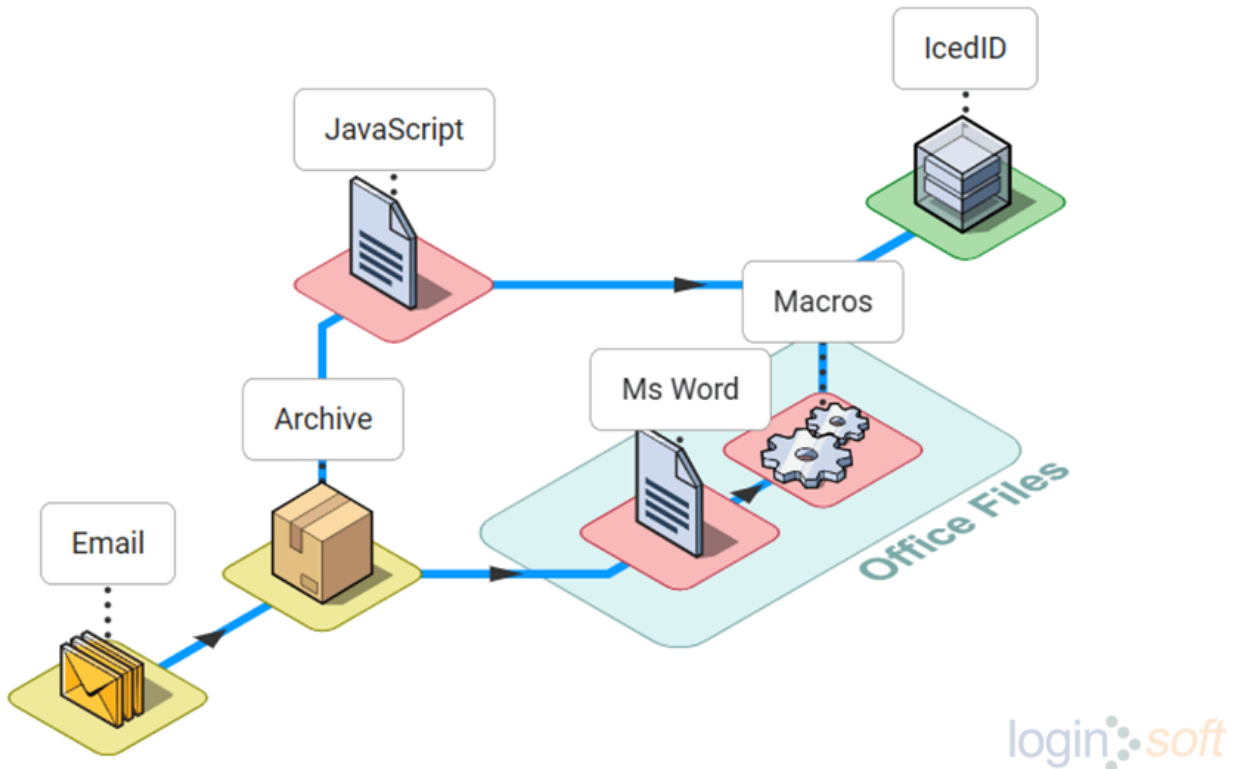 IcedID
JavaScript
Macros
Ms Word
Archive
Email
Office Files
loginsoft